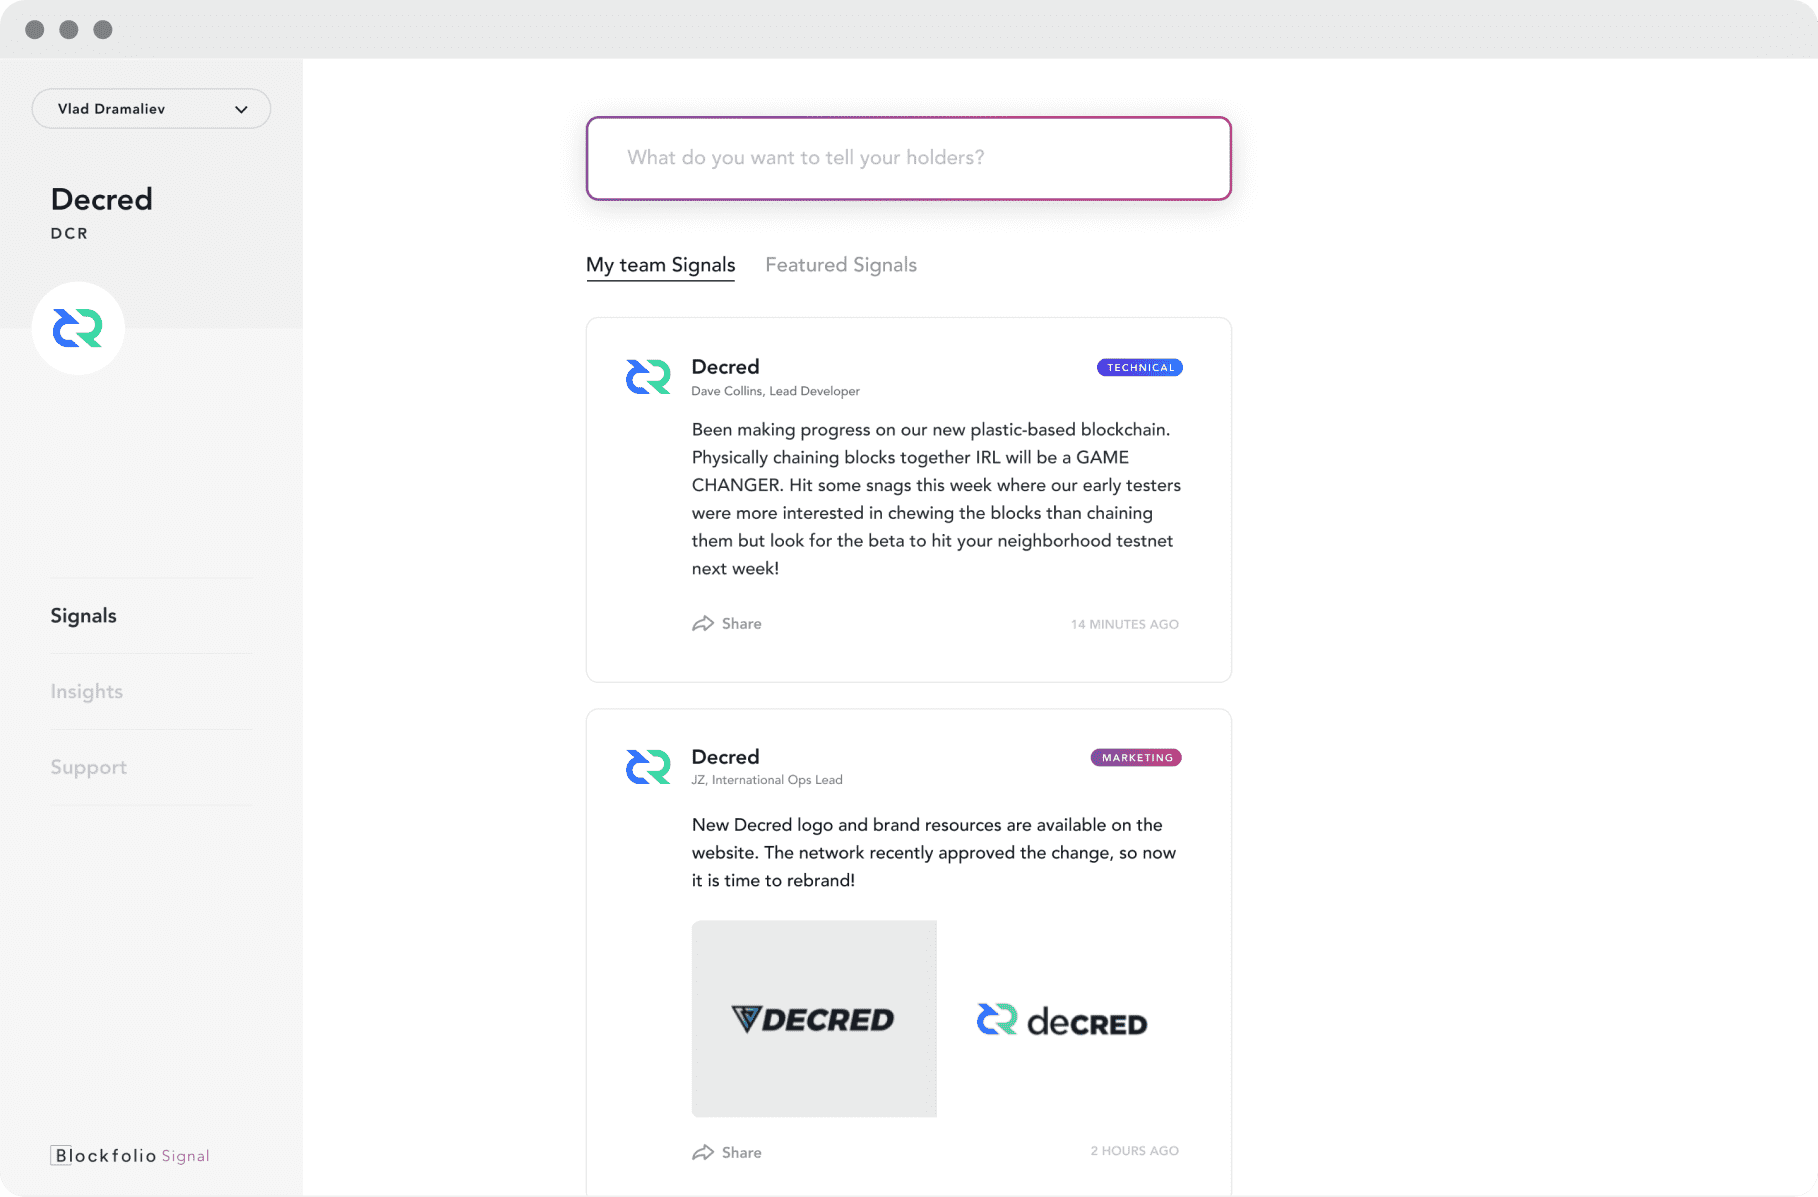 Vlad Dramaliev
Decred
DCR
Signals
Insights
Support
Blockfolio Signal
What do you want to tell your holders?
My team Signals
Featured Signals
Decred
TECHNICAL
Dave Collins, Lead Developer
Been making progress on our new plastic-based blockchain.
Physically chaining blocks together IRL will be a GAME
CHANGER. Hit some snags this week where our early testers
were more interested in chewing the blocks than chaining
them but look for the beta to hit your neighborhood testnet
next week!
Share
14 MINUTES AGO
Decred
MARKETING
JZ, International Ops Lead
New Decred logo and brand resources are available on the
website. The network recently approved the change, so now
it is time to rebrand!
DECRED
deCRED
Share
2 HOURS AGO